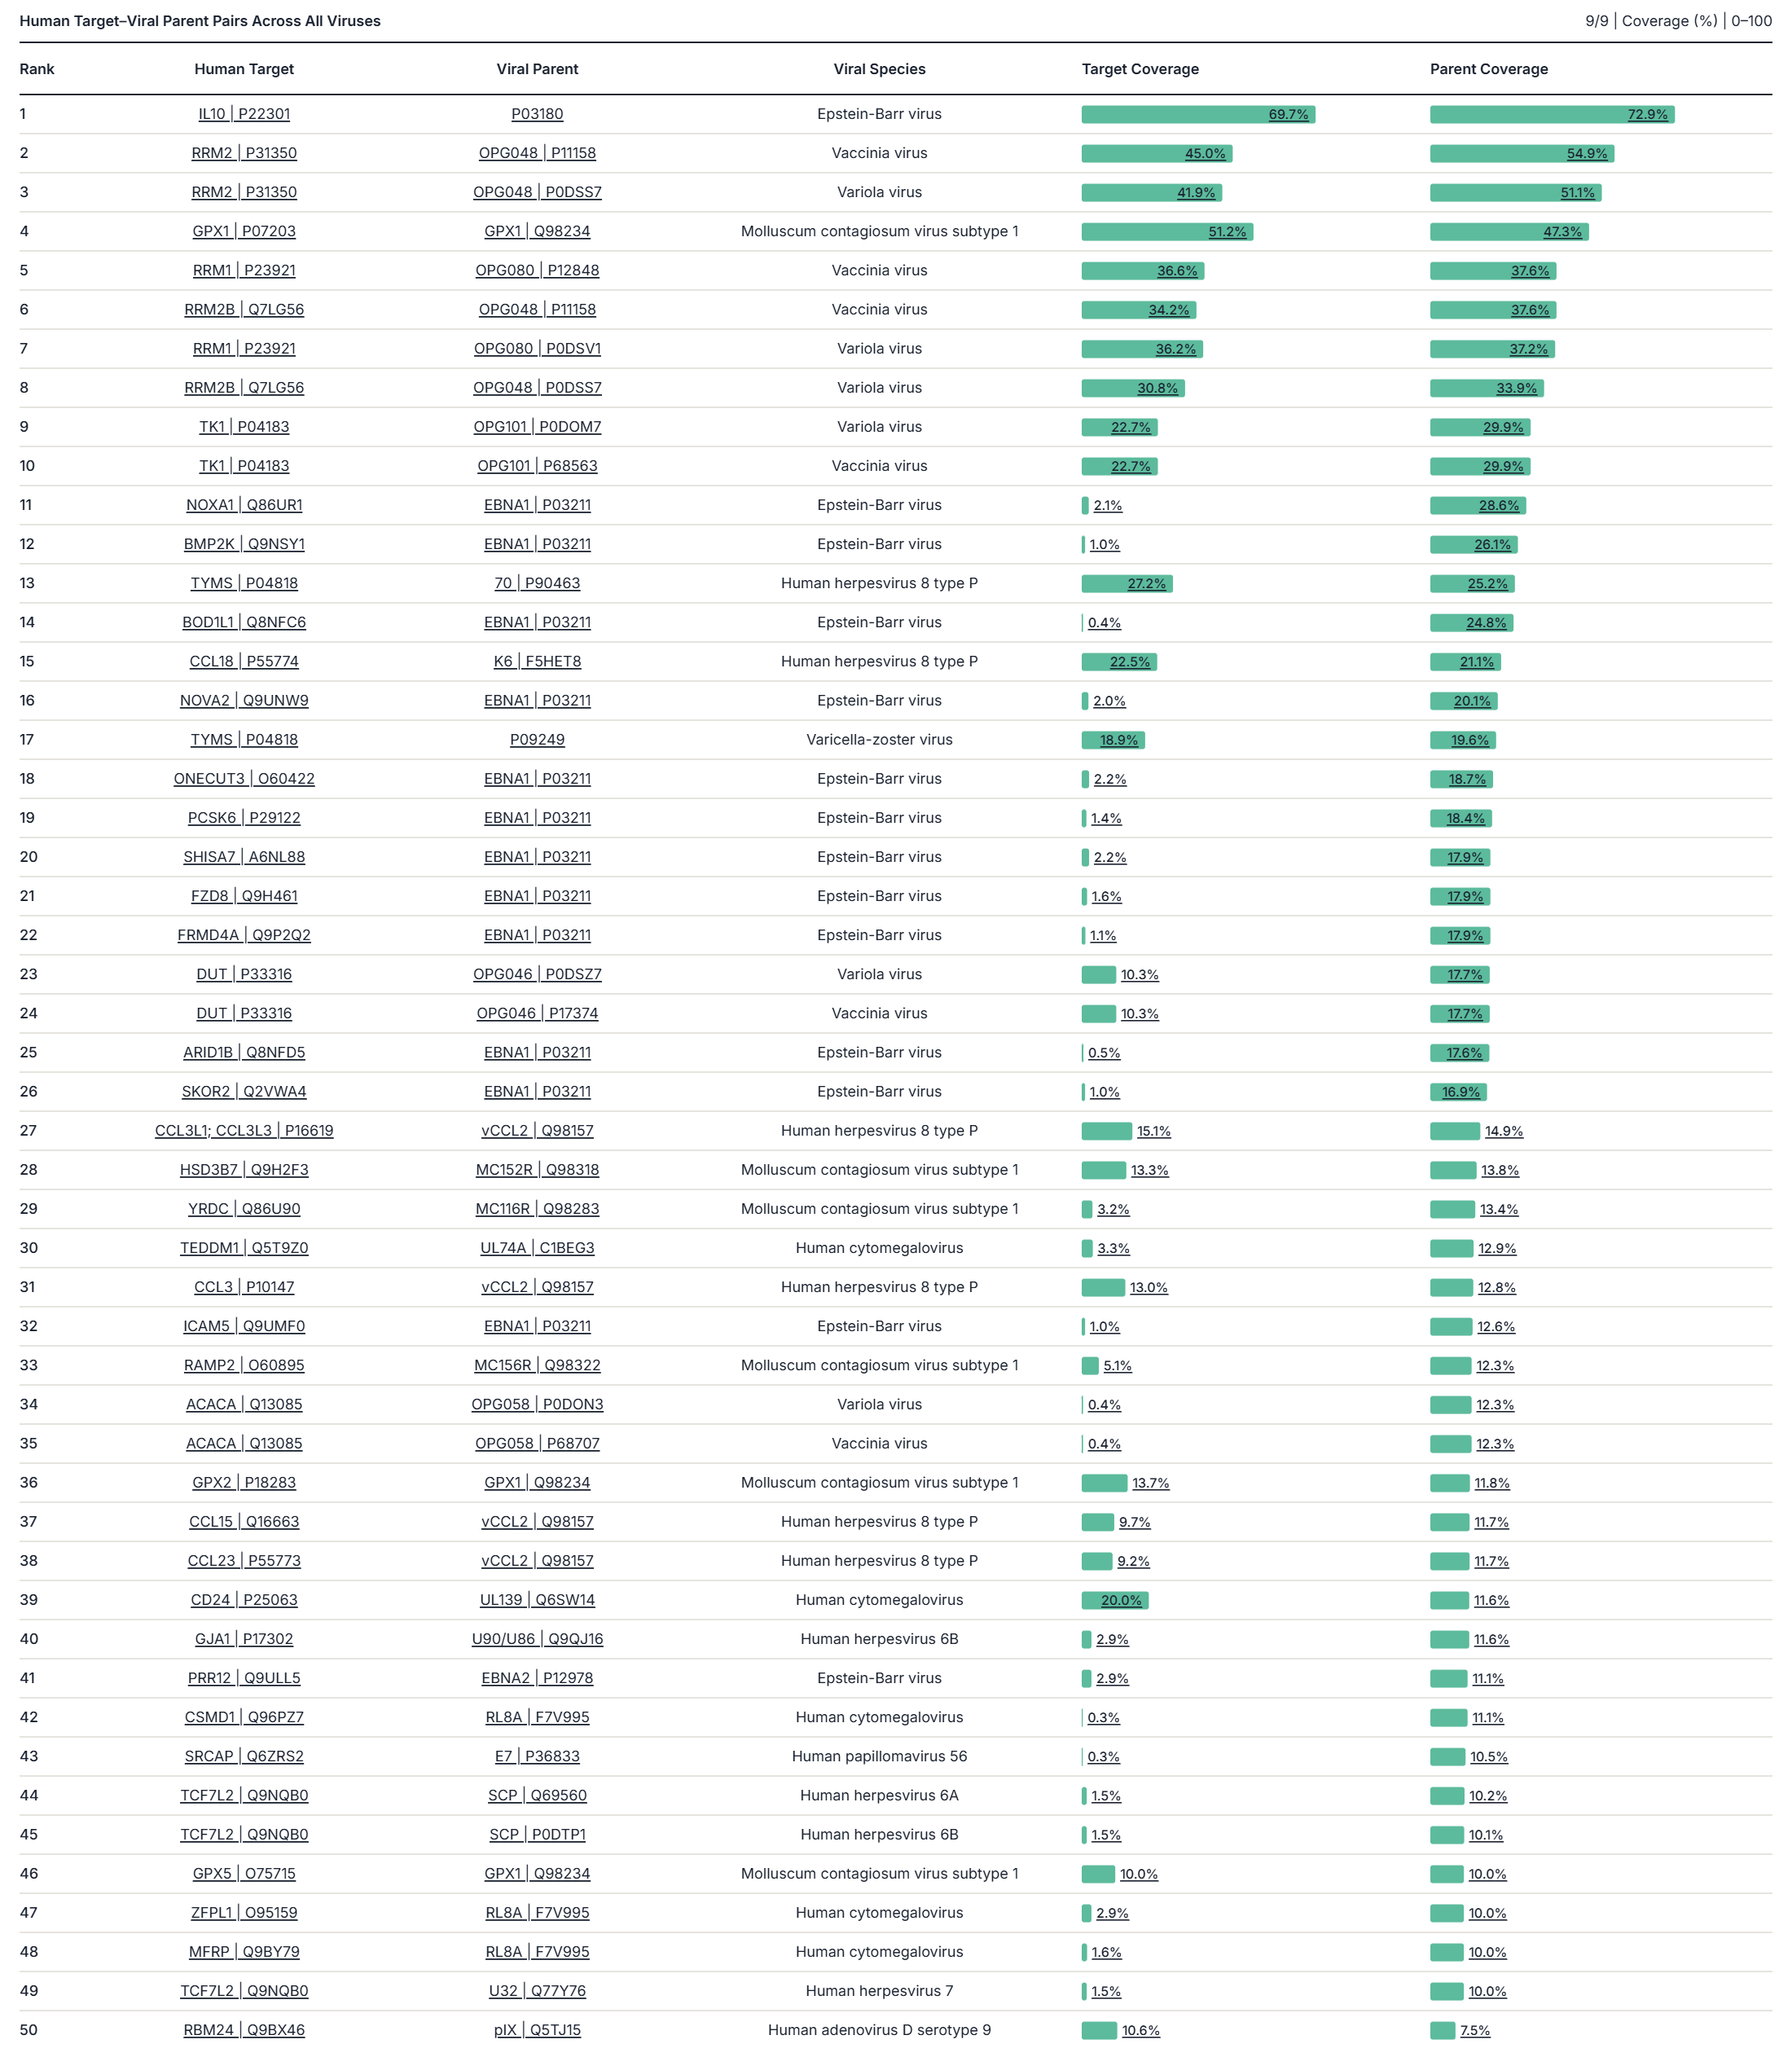 Human Target–Viral Parent Pairs Across All Viruses 9/9 | Coverage (%) | 0–100
Rank Human Target Viral Parent Viral Species Target Coverage Parent Coverage
1 IL10 | P22301 P03180 Epstein-Barr virus 69.7% 72.9%
2 RRM2 | P31350 OPG048 | P11158 Vaccinia virus 45.0% 54.9%
3 RRM2 | P31350 OPG048 | P0DSS7 Variola virus 41.9% 51.1%
4 GPX1 | P07203 GPX1 | Q98234 Molluscum contagiosum virus subtype 1 51.2% 47.3%
5 RRM1 | P23921 OPG080 | P12848 Vaccinia virus 36.6% 37.6%
6 RRM2B | Q7LG56 OPG048 | P11158 Vaccinia virus 34.2% 37.6%
7 RRM1 | P23921 OPG080 | P0DSV1 Variola virus 36.2% 37.2%
8 RRM2B | Q7LG56 OPG048 | P0DSS7 Variola virus 30.8% 33.9%
9 TK1 | P04183 OPG101 | P0DOM7 Variola virus 22.7% 29.9%
10 TK1 | P04183 OPG101 | P68563 Vaccinia virus 22.7% 29.9%
11 NOXA1 | Q86UR1 EBNA1 | P03211 Epstein-Barr virus 2.1% 28.6%
12 BMP2K | Q9NSY1 EBNA1 | P03211 Epstein-Barr virus 1.0% 26.1%
13 TYMS | P04818 70 | P90463 Human herpesvirus 8 type P 27.2% 25.2%
14 BOD1L1 | Q8NFC6 EBNA1 | P03211 Epstein-Barr virus 0.4% 24.8%
15 CCL18 | P55774 K6 | F5HET8 Human herpesvirus 8 type P 22.5% 21.1%
16 NOVA2 | Q9UNW9 EBNA1 | P03211 Epstein-Barr virus 2.0% 20.1%
17 TYMS | P04818 P09249 Varicella-zoster virus 18.9% 19.6%
18 ONECUT3 | O60422 EBNA1 | P03211 Epstein-Barr virus 2.2% 18.7%
19 PCSK6 | P29122 EBNA1 | P03211 Epstein-Barr virus 1.4% 18.4%
20 SHISA7 | A6NL88 EBNA1 | P03211 Epstein-Barr virus 2.2% 17.9%
21 FZD8 | Q9H461 EBNA1 | P03211 Epstein-Barr virus 1.6% 17.9%
22 FRMD4A | Q9P2Q2 EBNA1 | P03211 Epstein-Barr virus 1.1% 17.9%
23 DUT | P33316 OPG046 | P0DSZ7 Variola virus 10.3% 17.7%
24 DUT | P33316 OPG046 | P17374 Vaccinia virus 10.3% 17.7%
25 ARID1B | Q8NFD5 EBNA1 | P03211 Epstein-Barr virus 0.5% 17.6%
26 SKOR2 | Q2VWA4 EBNA1 | P03211 Epstein-Barr virus 1.0% 16.9%
27 CCL3L1; CCL3L3 | P16619 vCCL2 | Q98157 Human herpesvirus 8 type P 15.1% 14.9%
28 HSD3B7 | Q9H2F3 MC152R | Q98318 Molluscum contagiosum virus subtype 1 13.3% 13.8%
29 YRDC | Q86U90 MC116R | Q98283 Molluscum contagiosum virus subtype 1 3.2% 13.4%
30 TEDDM1 | Q5T9Z0 UL74A | C1BEG3 Human cytomegalovirus 3.3% 12.9%
31 CCL3 | P10147 vCCL2 | Q98157 Human herpesvirus 8 type P 13.0% 12.8%
32 ICAM5 | Q9UMF0 EBNA1 | P03211 Epstein-Barr virus 1.0% 12.6%
33 RAMP2 | O60895 MC156R | Q98322 Molluscum contagiosum virus subtype 1 5.1% 12.3%
34 ACACA | Q13085 OPG058 | P0DON3 Variola virus 0.4% 12.3%
35 ACACA | Q13085 OPG058 | P68707 Vaccinia virus 0.4% 12.3%
36 GPX2 | P18283 GPX1 | Q98234 Molluscum contagiosum virus subtype 1 13.7% 11.8%
37 CCL15 | Q16663 vCCL2 | Q98157 Human herpesvirus 8 type P 9.7% 11.7%
38 CCL23 | P55773 vCCL2 | Q98157 Human herpesvirus 8 type P 9.2% 11.7%
39 CD24 | P25063 UL139 | Q6SW14 Human cytomegalovirus 20.0% 11.6%
40 GJA1 | P17302 U90/U86 | Q9QJ16 Human herpesvirus 6B 2.9% 11.6%
41 PRR12 | Q9ULL5 EBNA2 | P12978 Epstein-Barr virus 2.9% 11.1%
42 CSMD1 | Q96PZ7 RL8A | F7V995 Human cytomegalovirus 0.3% 11.1%
43 SRCAP | Q6ZRS2 E7 | P36833 Human papillomavirus 56 0.3% 10.5%
44 TCF7L2 | Q9NQB0 SCP | Q69560 Human herpesvirus 6A 1.5% 10.2%
45 TCF7L2 | Q9NQB0 SCP | P0DTP1 Human herpesvirus 6B 1.5% 10.1%
46 GPX5 | O75715 GPX1 | Q98234 Molluscum contagiosum virus subtype 1 10.0% 10.0%
47 ZFPL1 | O95159 RL8A | F7V995 Human cytomegalovirus 2.9% 10.0%
48 MFRP | Q9BY79 RL8A | F7V995 Human cytomegalovirus 1.6% 10.0%
49 TCF7L2 | Q9NQB0 U32 | Q77Y76 Human herpesvirus 7 1.5% 10.0%
50 RBM24 | Q9BX46 pIX | Q5TJ15 Human adenovirus D serotype 9 10.6% 7.5%